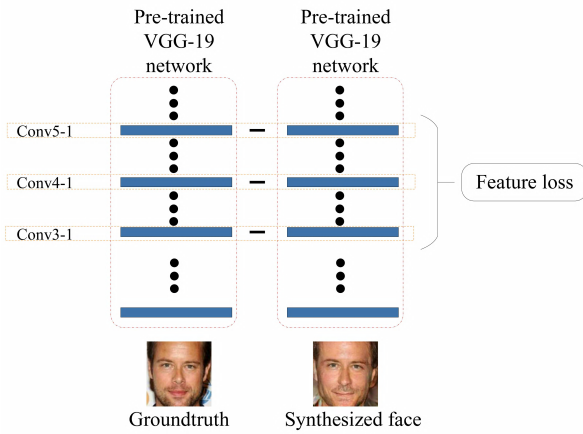 Pre-trained
VGG-19
network
Pre-trained
VGG-19
network
Conv5-1
Conv4-1
Conv3-1
Feature loss
Groundtruth
Synthesized face